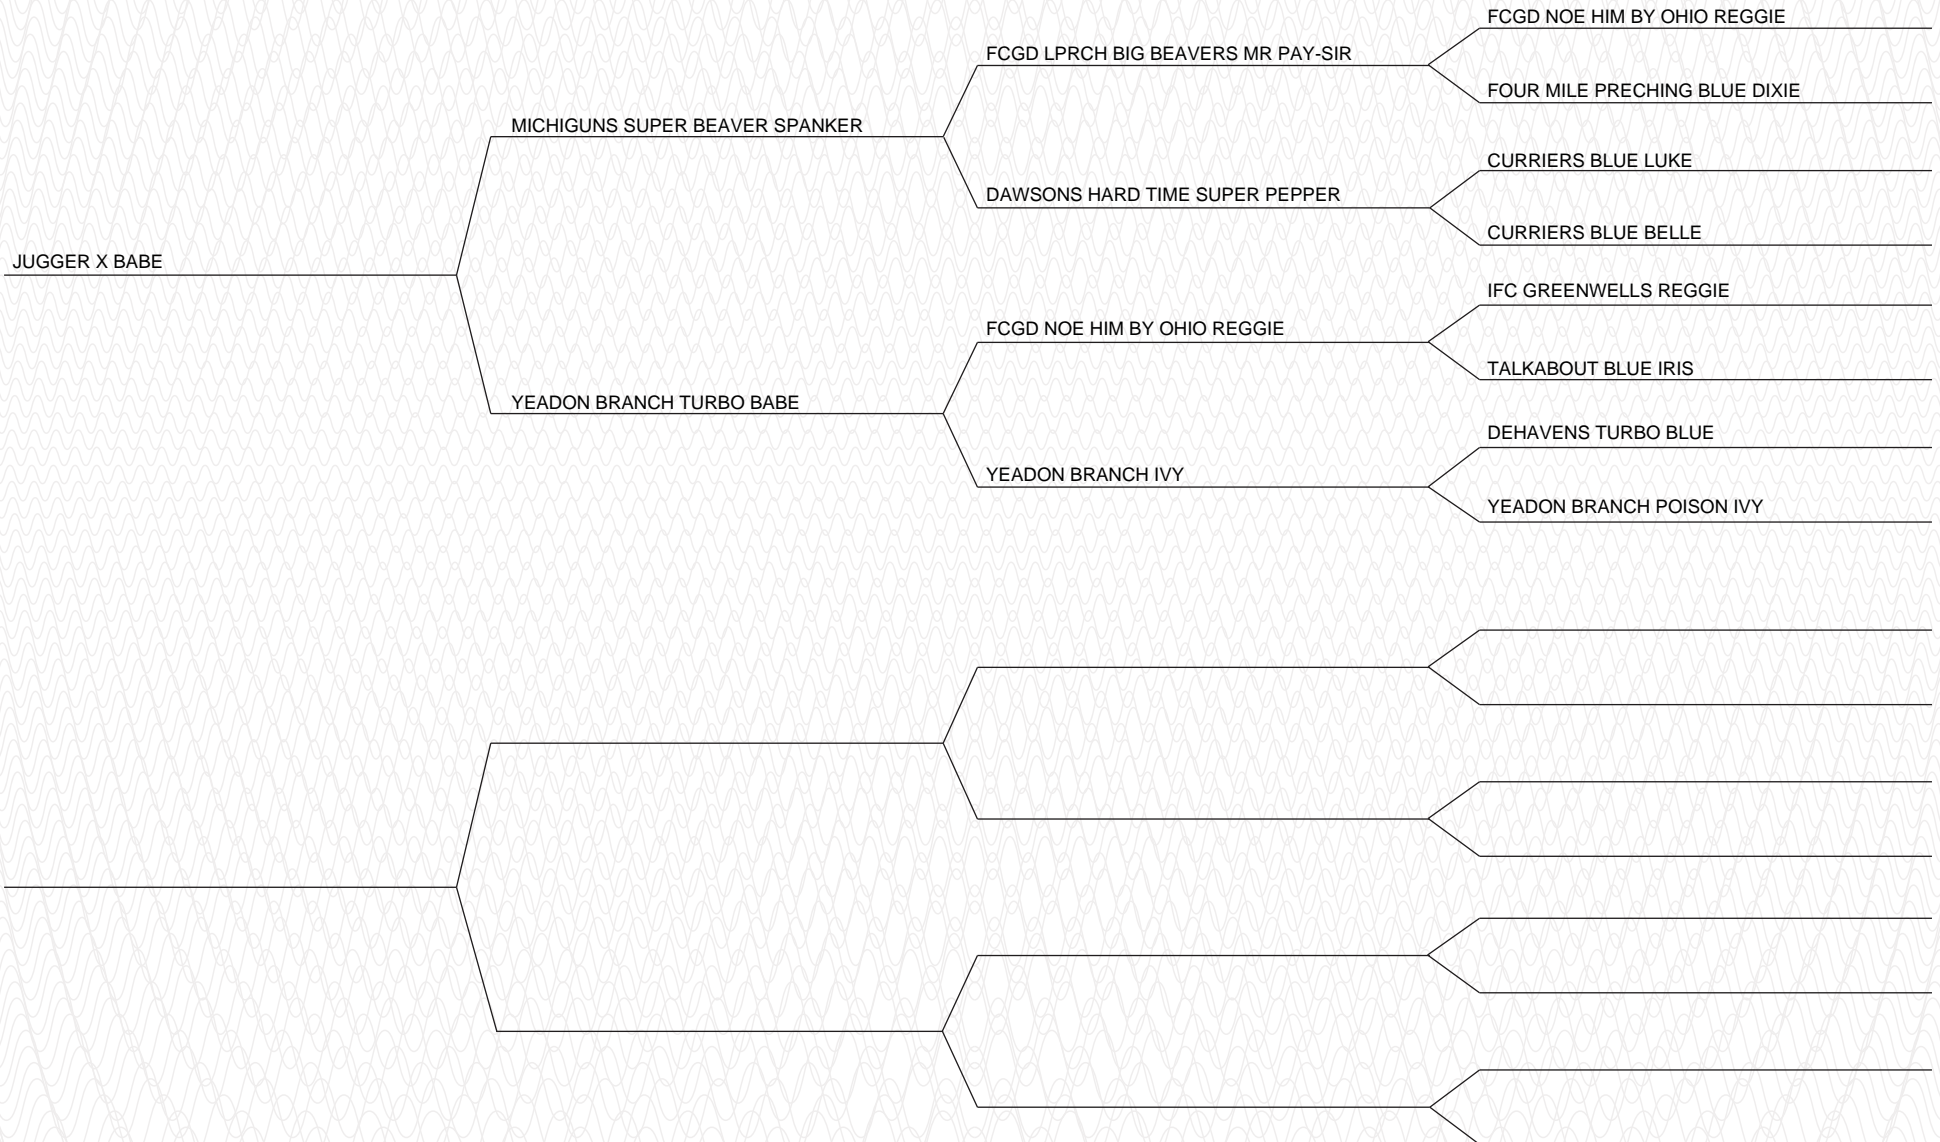 FCGD NOE HIM BY OHIO REGGIE
FCGD LPRCH BIG BEAVERS MR PAY-SIR
FOUR MILE PRECHING BLUE DIXIE
MICHIGUNS SUPER BEAVER SPANKER
CURRIERS BLUE LUKE
DAWSONS HARD TIME SUPER PEPPER
CURRIERS BLUE BELLE
JUGGER X BABE
IFC GREENWELLS REGGIE
FCGD NOE HIM BY OHIO REGGIE
TALKABOUT BLUE IRIS
YEADON BRANCH TURBO BABE
DEHAVENS TURBO BLUE
YEADON BRANCH IVY
YEADON BRANCH POISON IVY